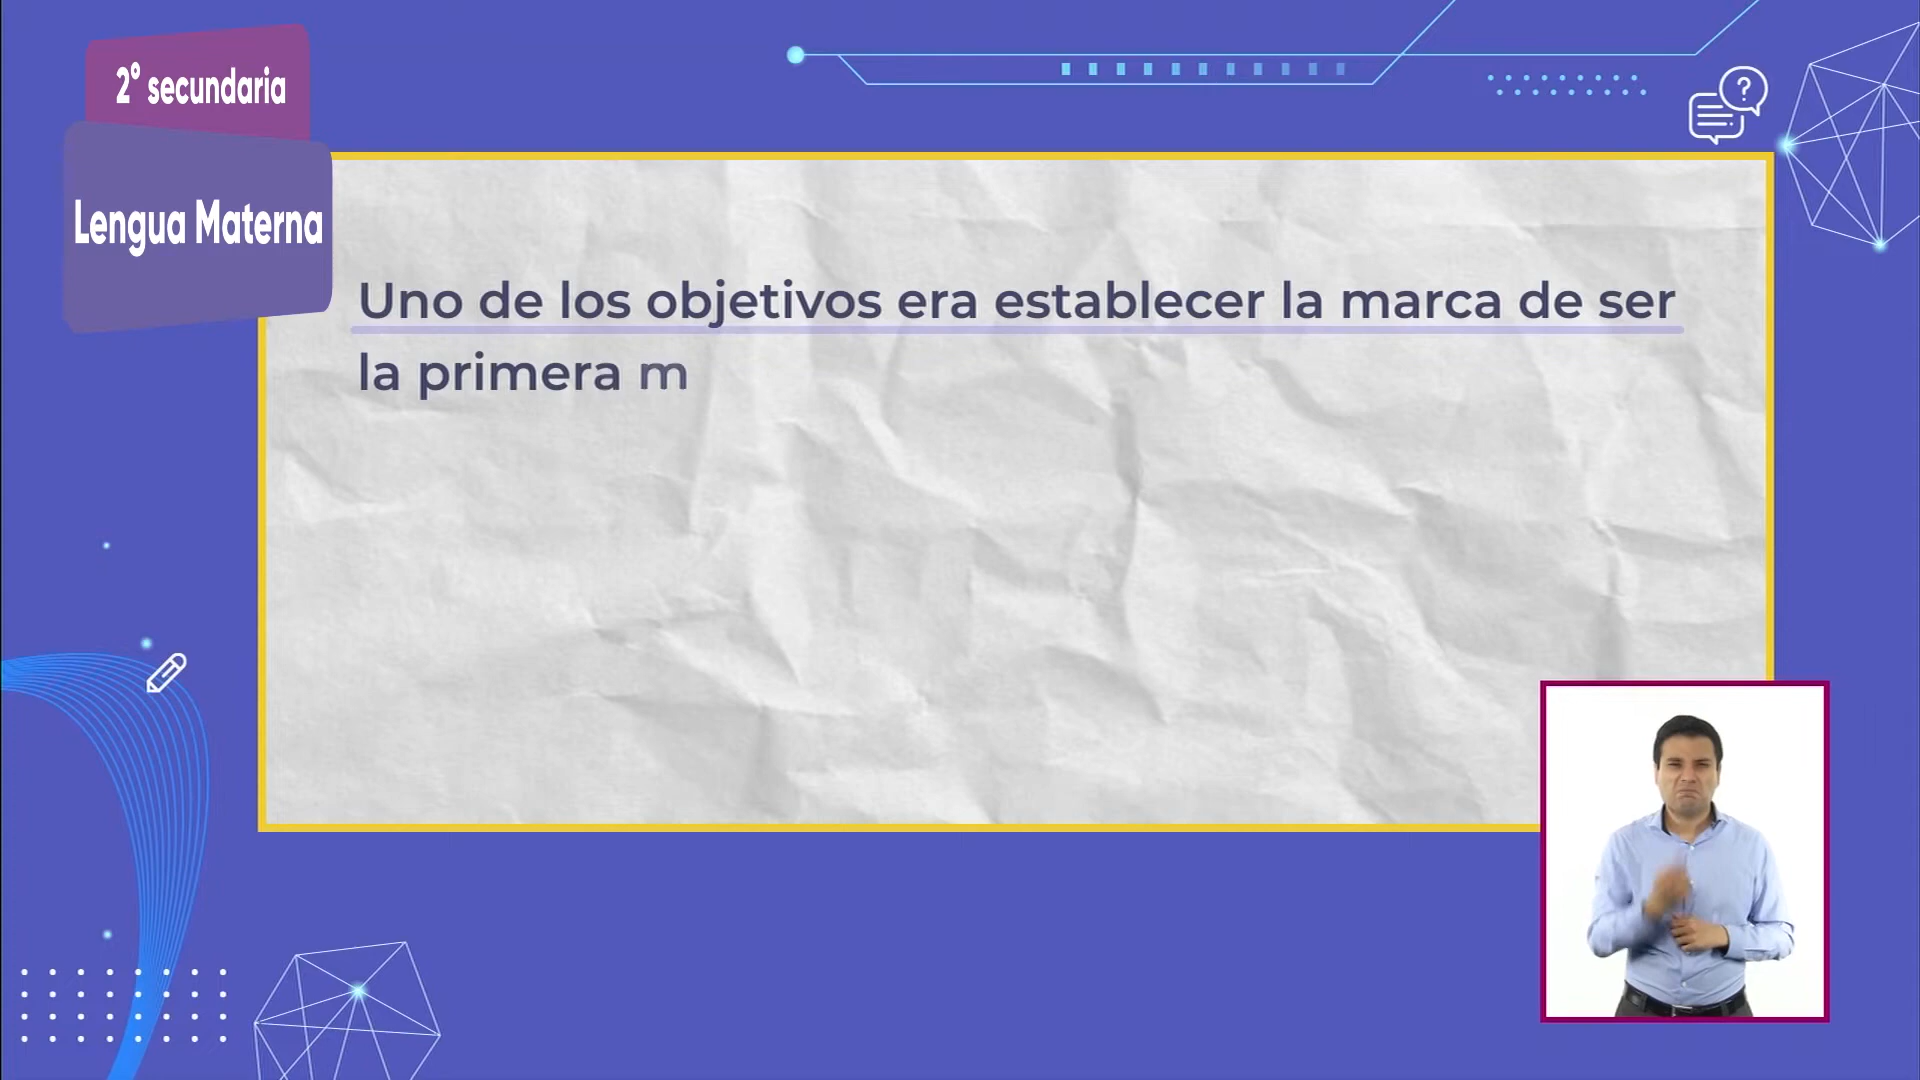 2° secundaria
Lengua Materna
Uno de los objetivos era establecer la marca de ser
la primera m
?